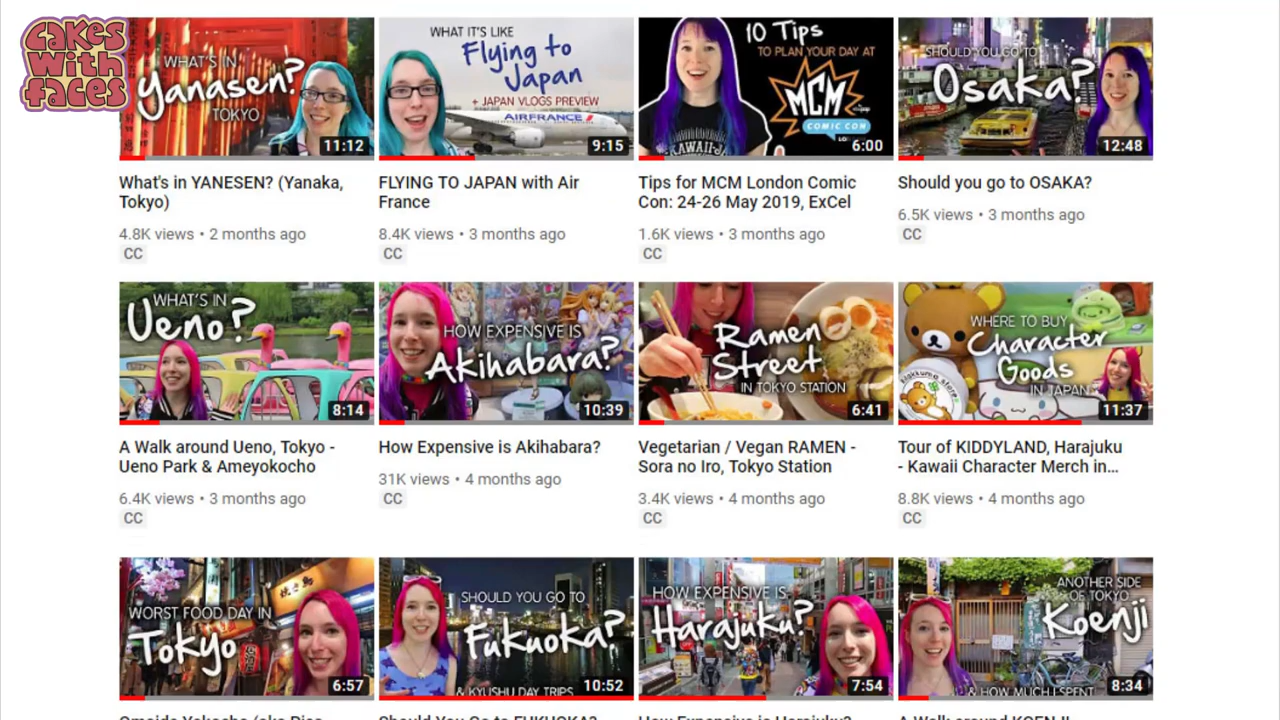 cakes
with
faces
WHAT'S IN
Yanasen?
TOKYO
11:12
WHAT IT'S LIKE
Flying to
Japan
+ JAPAN VLOGS PREVIEW
AIRFRANCE
9:15
10 Tips
TO PLAN YOUR DAY AT
MCM
COMIC CON
KAWAII-JA
6:00
SHOULD YOU GO TO
Osaka?
12:48
What's in YANESEN? (Yanaka,
Tokyo)
4.8K views • 2 months ago
CC
FLYING TO JAPAN with Air
France
8.4K views • 3 months ago
CC
Tips for MCM London Comic
Con: 24-26 May 2019, ExCel
1.6K views • 3 months ago
CC
Should you go to OSAKA?
6.5K views • 3 months ago
CC
WHAT'S IN
Ueno?
8:14
HOW EXPENSIVE IS
Akihabara?
10:39
Ramen
Street
IN TOKYO STATION
6:41
WHERE TO BUY
Character
Goods
IN JAPAN
rilakkuma store
11:37
A Walk around Ueno, Tokyo -
Ueno Park & Ameyokocho
6.4K views • 3 months ago
CC
How Expensive is Akihabara?
31K views • 4 months ago
CC
Vegetarian / Vegan RAMEN -
Sora no Iro, Tokyo Station
3.4K views • 4 months ago
CC
Tour of KIDDYLAND, Harajuku
- Kawaii Character Merch in...
8.8K views • 4 months ago
CC
WORST FOOD DAY IN
Tokyo
6:57
SHOULD YOU GO TO
Fukuoka?
& KYUSHU DAY TRIPS
10:52
HOW EXPENSIVE IS
Harajuku?
7:54
ANOTHER SIDE
OF TOKYO
Koenji
& HOW MUCH I SPENT
8:34